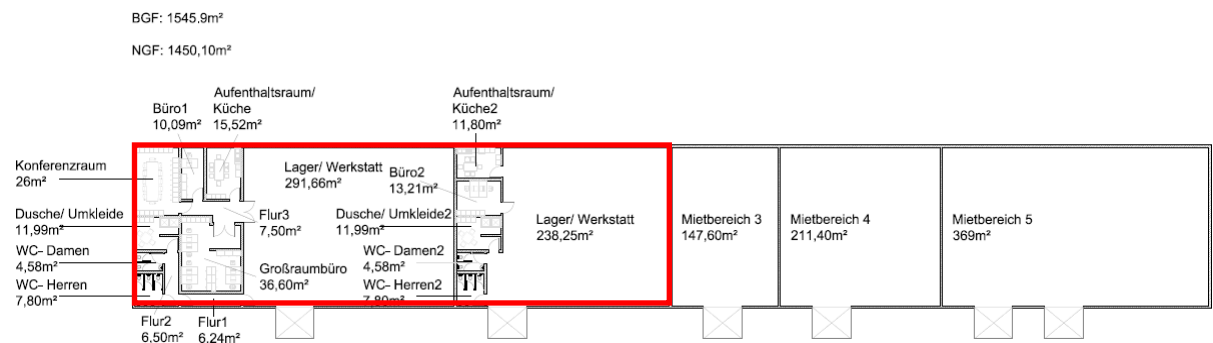 BGF: 1545.9m²
NGF: 1450,10m²
Aufenthaltsraum/
Küche
15,52m²
Büro1
10,09m²
Aufenthaltsraum/
Küche2
11,80m²
Konferenzraum
26m²
Lager/ Werkstatt
291,66m²
Büro2
13,21m²
Dusche/ Umkleide
11,99m²
Flur3
7,50m²
Dusche/ Umkleide2
11,99m²
Lager/ Werkstatt
238,25m²
Mietbereich 3
147,60m²
Mietbereich 4
211,40m²
Mietbereich 5
369m²
WC- Damen
4,58m²
WC- Damen2
4,58m²
Großraumbüro
36,60m²
WC- Herren
7,80m²
WC- Herren2
7,80m²
Flur2
6,50m²
Flur1
6,24m²